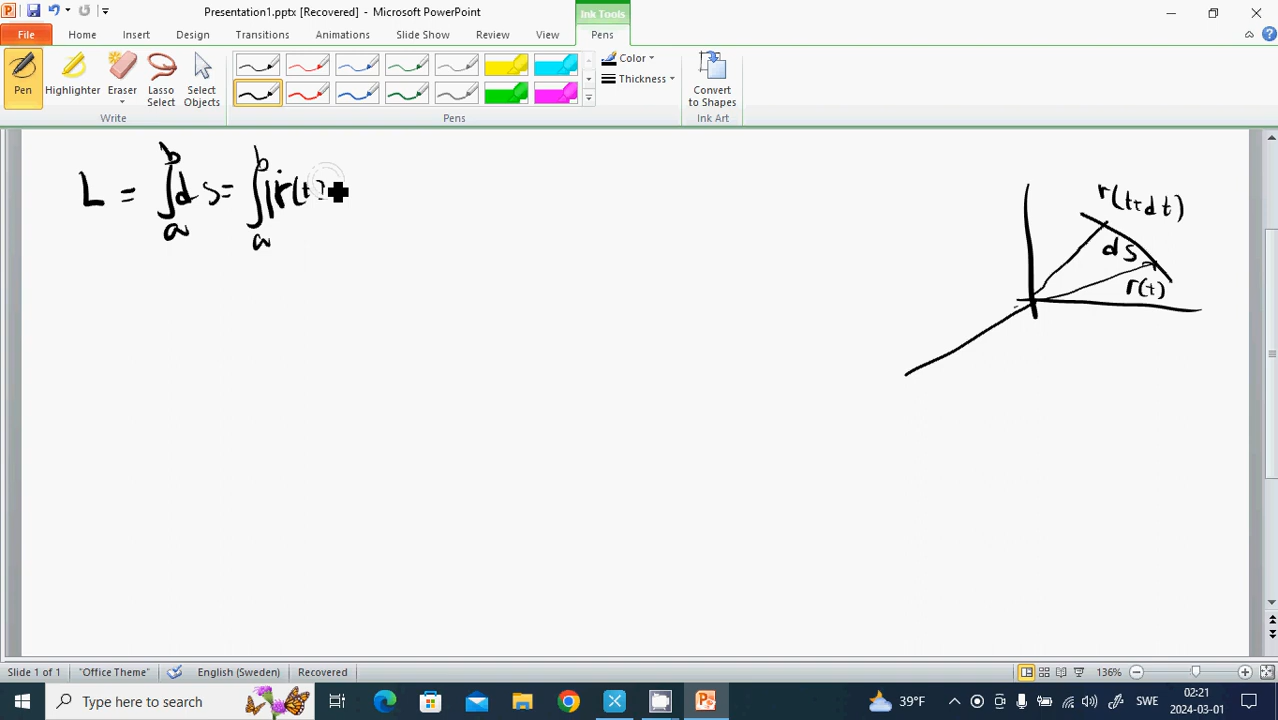 Presentation1.pptx [Recovered] - Microsoft PowerPoint
Ink Tools
File Home Insert Design Transitions Animations Slide Show Review View Pens
Pen Highlighter Eraser Lasso Select Select Objects Color Thickness Convert to Shapes
Write Pens Ink Art
L = ∫_a^b ds = ∫_a^b |ṙ(t)
r(t+dt)
ds
r(t)
Slide 1 of 1 "Office Theme" English (Sweden) Recovered 136%
Type here to search 39°F SWE 02:21
2024-03-01